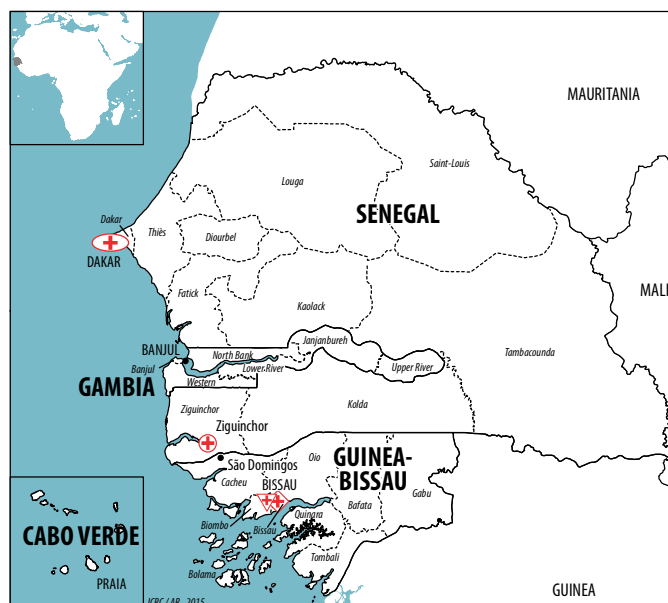 MAURITANIA
Saint-Louis
Louga
SENEGAL
Dakar
Thiès
Diourbel
DAKAR
MALI
Fatick
Kaolack
Janjanbureh
BANJUL
North Bank
Tambacounda
Banjul
Lower River
Upper River
GAMBIA
Western
Kolda
Ziguinchor
Ziguinchor
São Domingos
Oio
GUINEA-
BISSAU
Cacheu
BISSAU
Gabu
Bafata
Quinara
Biombo
Bissau
CABO VERDE
Tombali
Bolama
PRAIA
GUINEA
ICRC / AR_2015